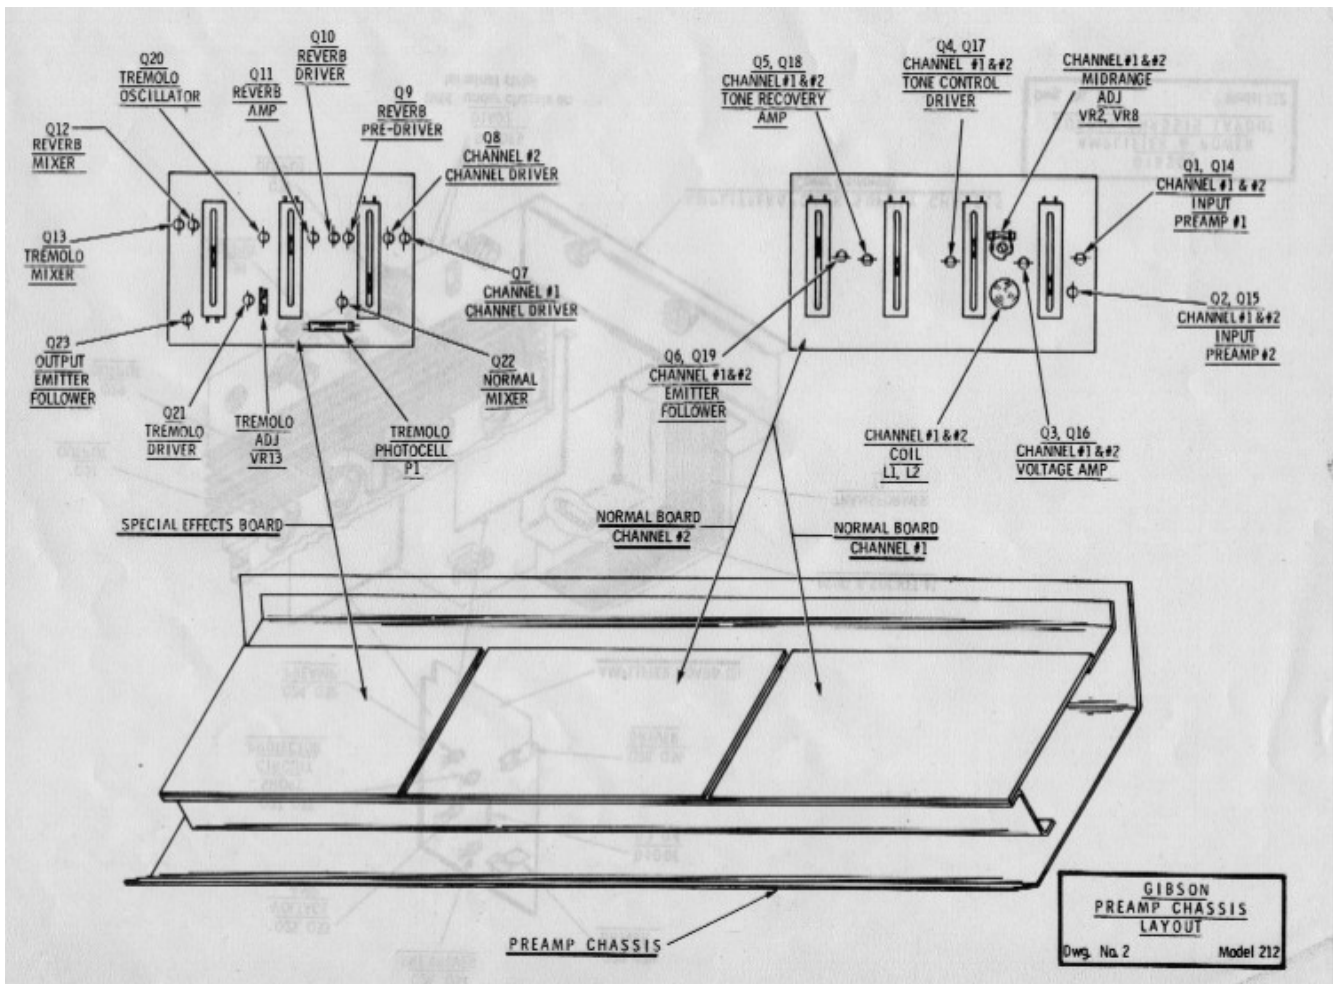 Q10
REVERB
DRIVER
Q20
TREMOLO
OSCILLATOR
Q11
REVERB
AMP
Q9
REVERB
PRE-DRIVER
Q12
REVERB
MIXER
Q8
CHANNEL #2
CHANNEL DRIVER
Q13
TREMOLO
MIXER
Q7
CHANNEL #1
CHANNEL DRIVER
Q23
OUTPUT
EMITTER
FOLLOWER
Q22
NORMAL
MIXER
Q21
TREMOLO
DRIVER
TREMOLO
ADJ
VR13
TREMOLO
PHOTOCELL
P1
Q5, Q18
CHANNEL #1 & #2
TONE RECOVERY
AMP
Q4, Q17
CHANNEL #1 & #2
TONE CONTROL
DRIVER
CHANNEL #1 & #2
MIDRANGE
ADJ
VR2, VR8
Q1, Q14
CHANNEL #1 & #2
INPUT
PREAMP #1
Q2, Q15
CHANNEL #1 & #2
INPUT
PREAMP #2
Q6, Q19
CHANNEL #1&#2
EMITTER
FOLLOWER
CHANNEL #1 & #2
COIL
L1, L2
Q3, Q16
CHANNEL #1 & #2
VOLTAGE AMP
SPECIAL EFFECTS BOARD
NORMAL BOARD
CHANNEL #2
NORMAL BOARD
CHANNEL #1
PREAMP CHASSIS
GIBSON
PREAMP CHASSIS
LAYOUT
Dwg. No. 2 Model 212